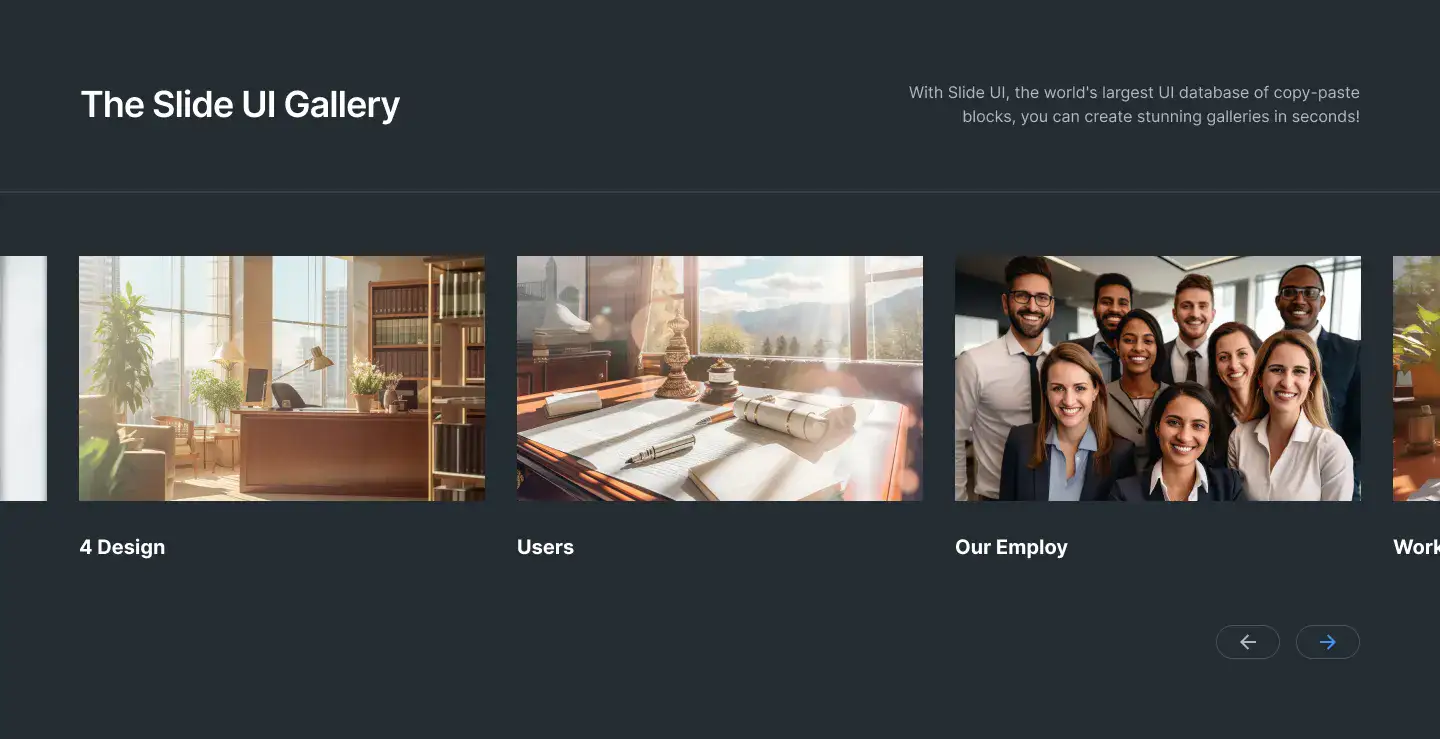 The Slide UI Gallery
With Slide UI, the world's largest UI database of copy-paste
blocks, you can create stunning galleries in seconds!
4 Design
Users
Our Employ
Work